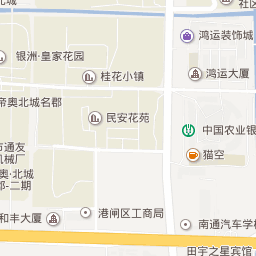 北城
社区
鸿运装饰城
银洲·皇家花园
桂花小镇
鸿运大厦
帝奥北城名郡
民安花苑
中国农业银
市通友
机械厂
猫空
奥·北城
郡-二期
港闸区工商局
和丰大厦
南通汽车学校
田宇之星宾馆